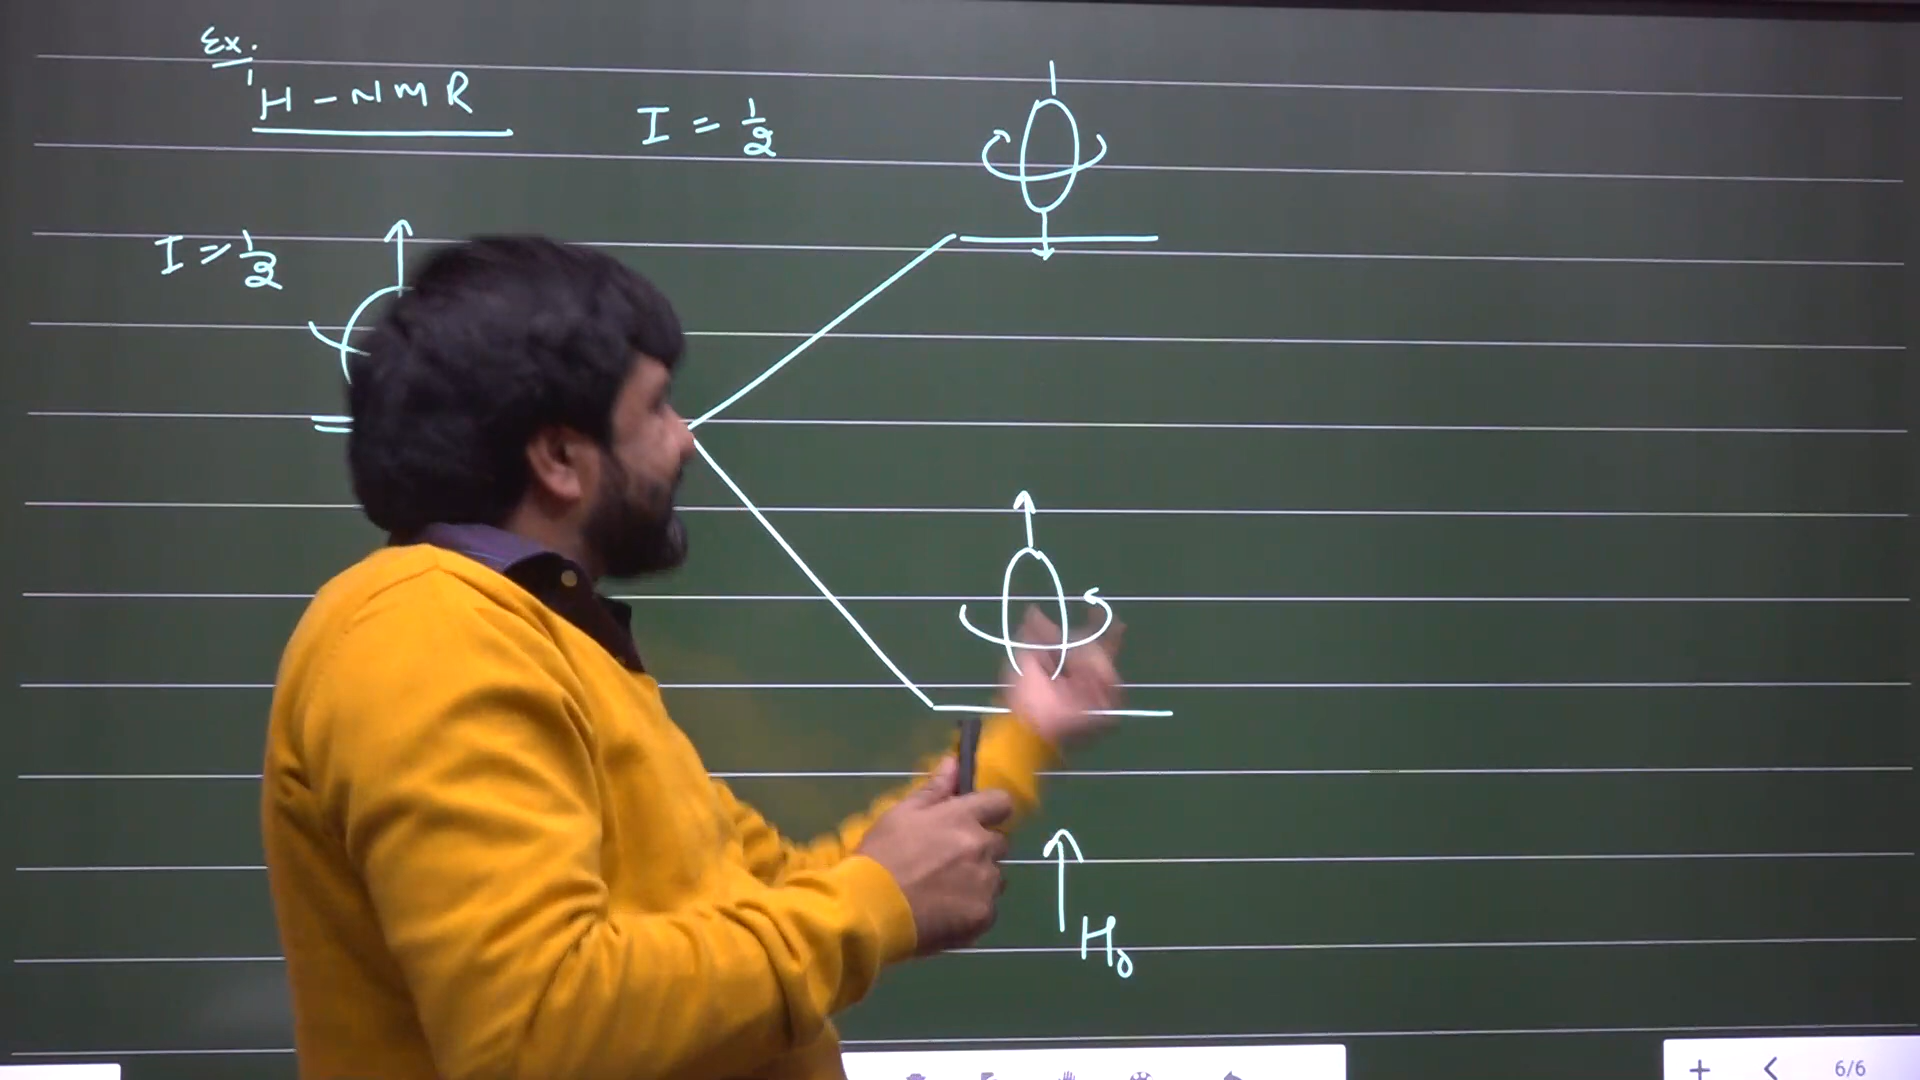 Ex.
¹H - NMR
I = 1/2
I = 1/2
H₀
6/6